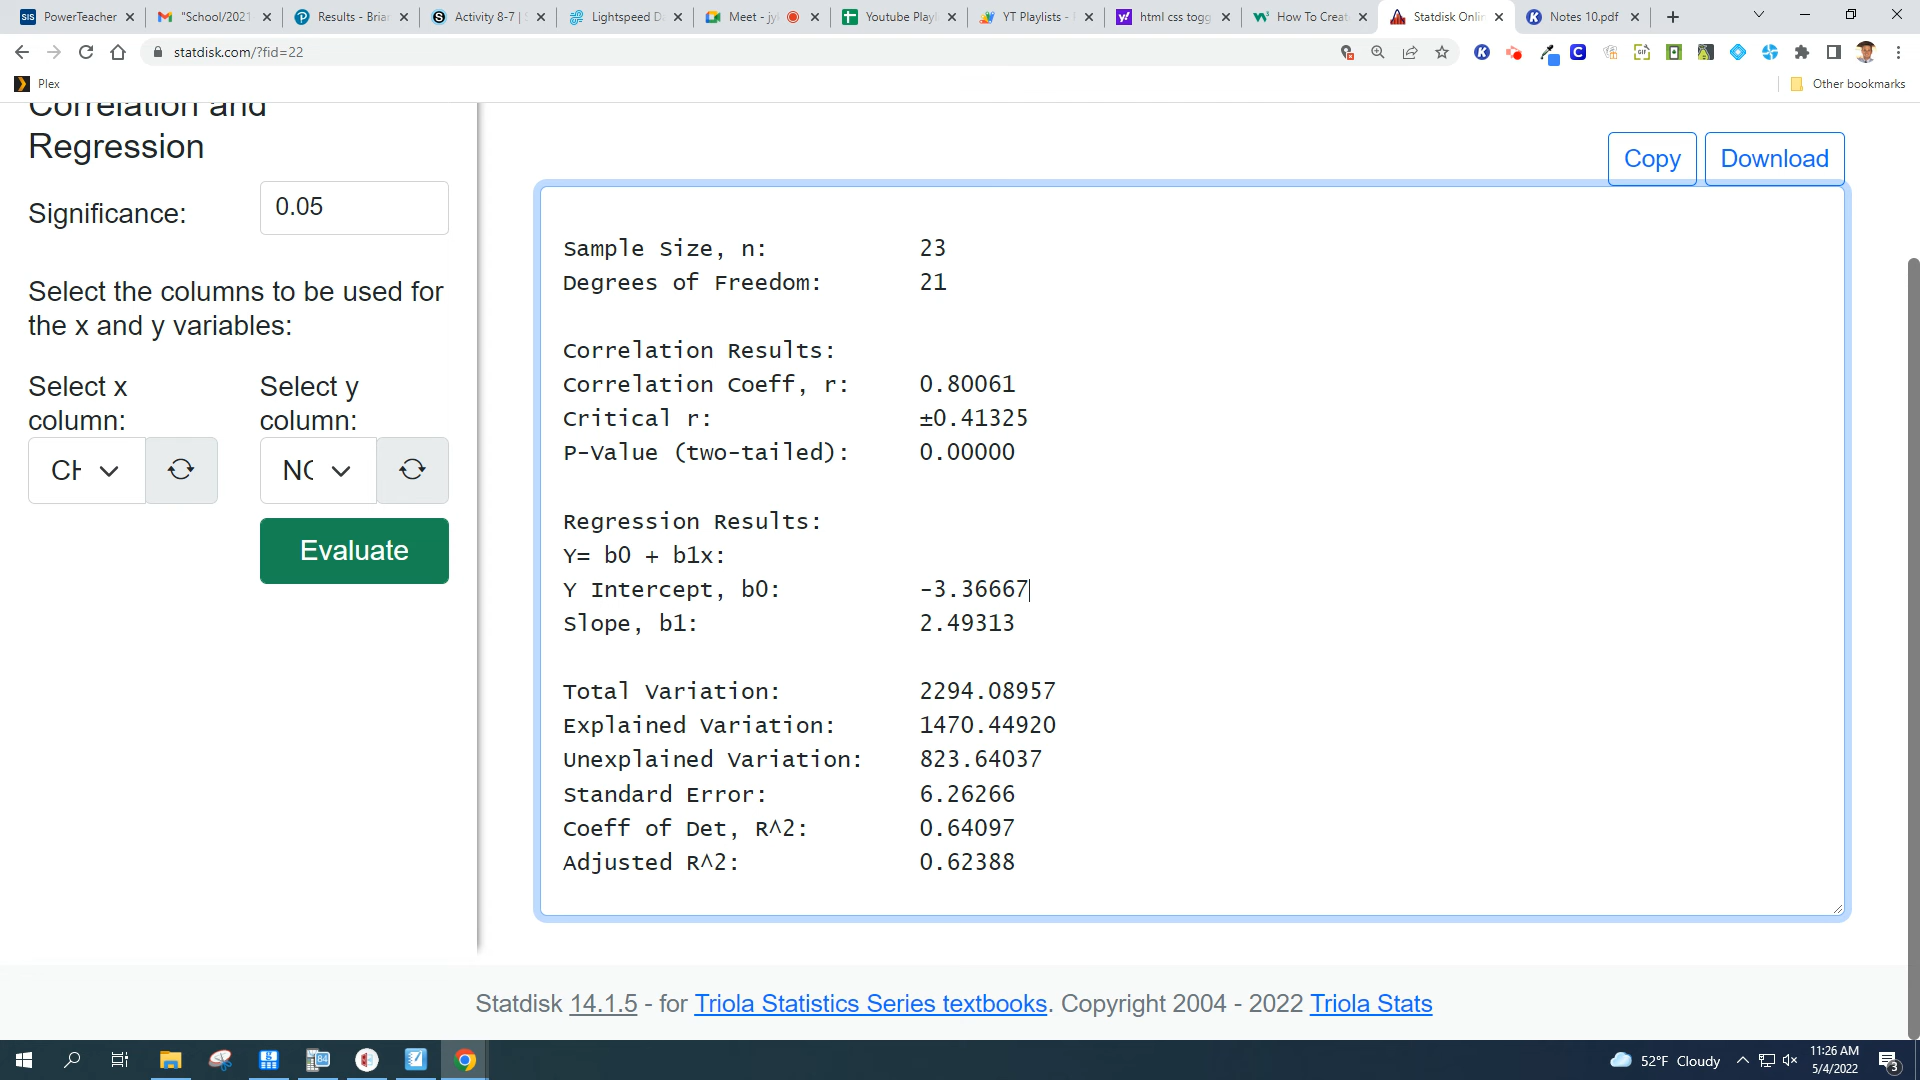 PowerTeacher
"School/2021
Results - Bria
Activity 8-7 |
Lightspeed D
Meet - jyl
Youtube Playl
YT Playlists -
html css togg
How To Creat
Statdisk Onlin
Notes 10.pdf
statdisk.com/?fid=22
Plex
Other bookmarks
Correlation and
Regression
Significance:
0.05
Select the columns to be used for
the x and y variables:
Select x
column:
Select y
column:
Evaluate
Copy
Download
Sample Size, n: 23
Degrees of Freedom: 21
Correlation Results:
Correlation Coeff, r: 0.80061
Critical r: ±0.41325
P-Value (two-tailed): 0.00000
Regression Results:
Y= b0 + b1x:
Y Intercept, b0: -3.36667
Slope, b1: 2.49313
Total Variation: 2294.08957
Explained Variation: 1470.44920
Unexplained Variation: 823.64037
Standard Error: 6.26266
Coeff of Det, R^2: 0.64097
Adjusted R^2: 0.62388
Statdisk 14.1.5 - for Triola Statistics Series textbooks. Copyright 2004 - 2022 Triola Stats
52°F Cloudy
11:26 AM
5/4/2022
3